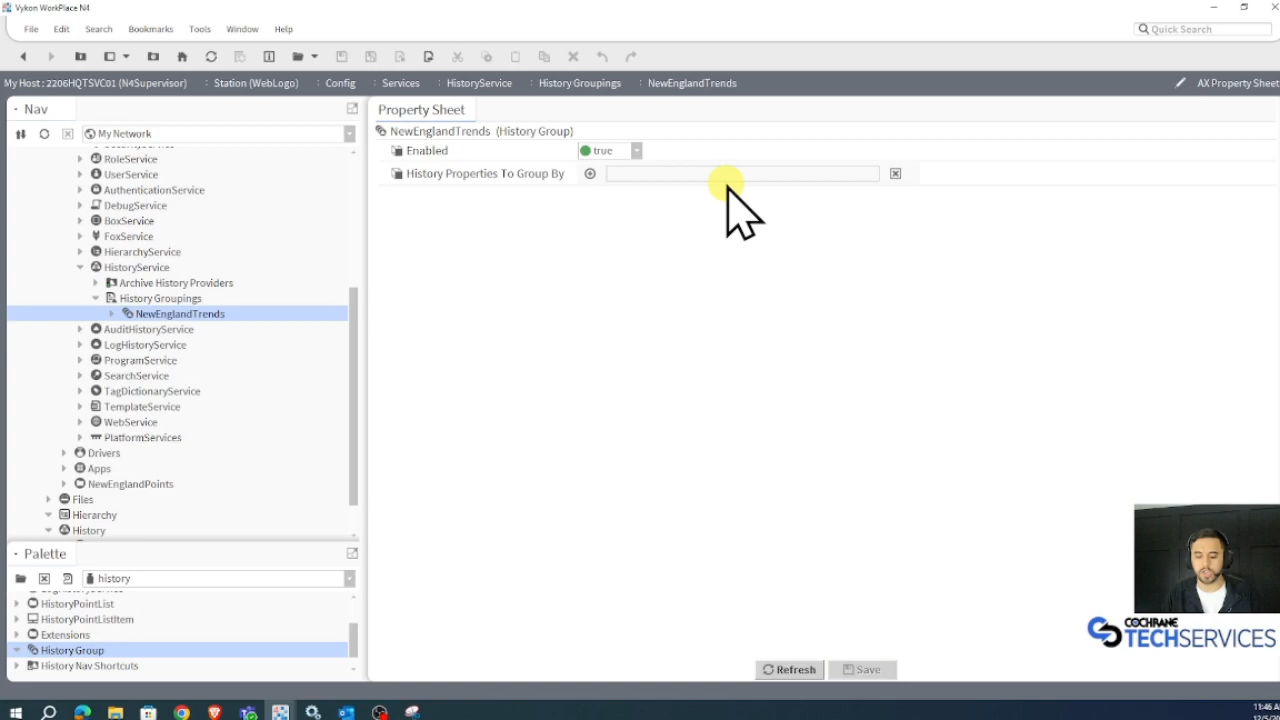 Vykon WorkPlace N4
File Edit Search Bookmarks Tools Window Help
Quick Search
My Host : 2206HQTSVC01 (N4Supervisor) : Station (WebLogo) : Config : Services : HistoryService : History Groupings : NewEnglandTrends AX Property Sheet
Nav
My Network
RoleService
UserService
AuthenticationService
DebugService
BoxService
FoxService
HierarchyService
HistoryService
Archive History Providers
History Groupings
NewEnglandTrends
AuditHistoryService
LogHistoryService
ProgramService
SearchService
TagDictionaryService
TemplateService
WebService
PlatformServices
Drivers
Apps
NewEnglandPoints
Files
Hierarchy
History
Palette
history
HistoryPointList
HistoryPointListItem
Extensions
History Group
History Nav Shortcuts
Property Sheet
NewEnglandTrends (History Group)
Enabled true
History Properties To Group By
Refresh Save
COCHRANE
TECHSERVICES
11:46 A